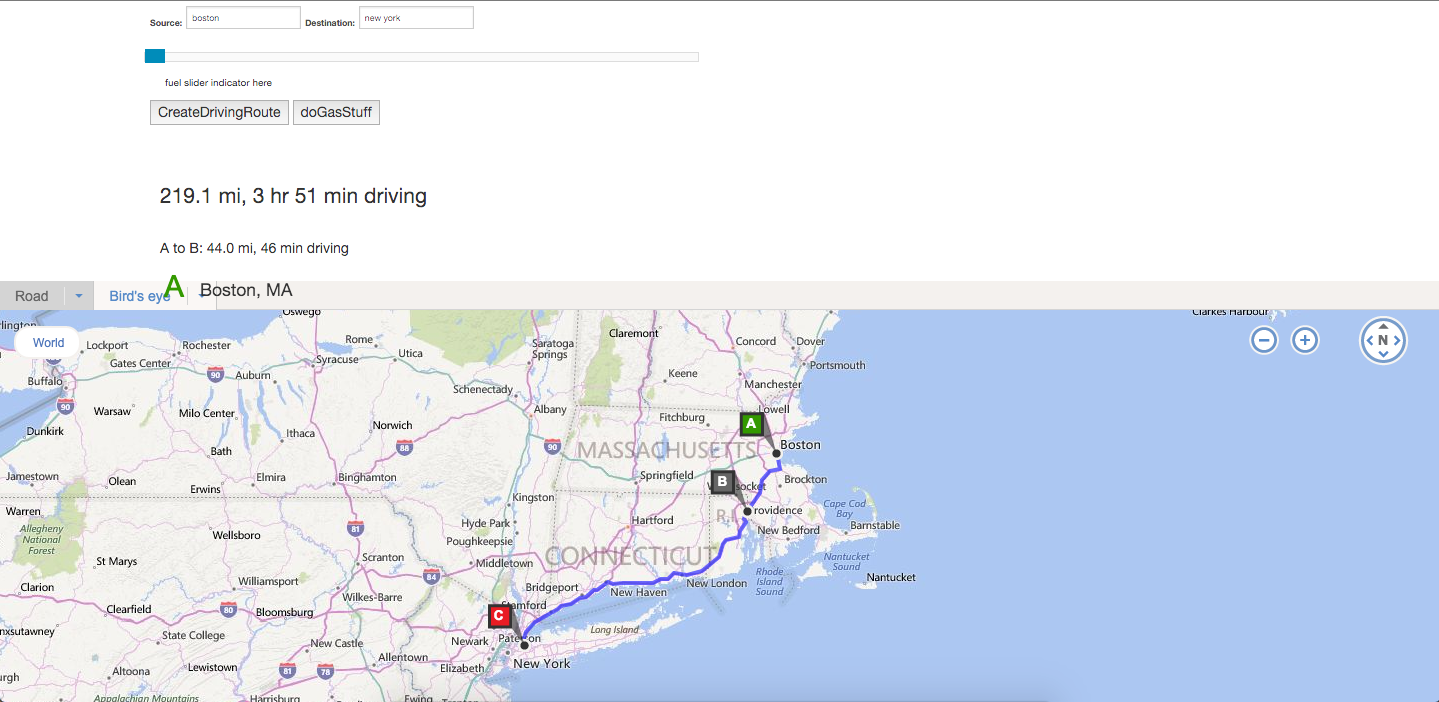 Source: boston Destination: new york
fuel slider indicator here
CreateDrivingRoute doGasStuff
219.1 mi, 3 hr 51 min driving
A to B: 44.0 mi, 46 min driving
A Boston, MA
Road Bird's eye
World
N
Oswego
Clarkes Harbour
Lockport
Rochester
Rome
Claremont
Concord
Dover
Gates Center
Syracuse
Utica
Saratoga
Springs
Portsmouth
Buffalo
90
Auburn
Keene
Manchester
Schenectady
90
Warsaw
Milo Center
Albany
Fitchburg
Lowell
A
Dunkirk
Ithaca
Norwich
88
90
MASSACHUSETTS
Boston
Bath
Jamestown
Olean
Elmira
Binghamton
Springfield
B
Brockton
Erwins
Kingston
Warren
Cape Cod
Bay
Allegheny
National
Forest
Wellsboro
81
Hyde Park
Hartford
R.I.
rovidence
Barnstable
Poughkeepsie
New Bedford
St Marys
Scranton
CONNECTICUT
Nantucket
Sound
Middletown
84
Clarion
Williamsport
Wilkes-Barre
Bridgeport
New Haven
New London
Rhode
Island
Sound
Nantucket
Clearfield
80
Bloomsburg
C
Stamford
nxsutawney
State College
New Castle
Newark
Long Island
Altoona
Lewistown
81
78
Allentown
Elizabeth
New York
Appalachian Mountains
Harrisburg
Ewing